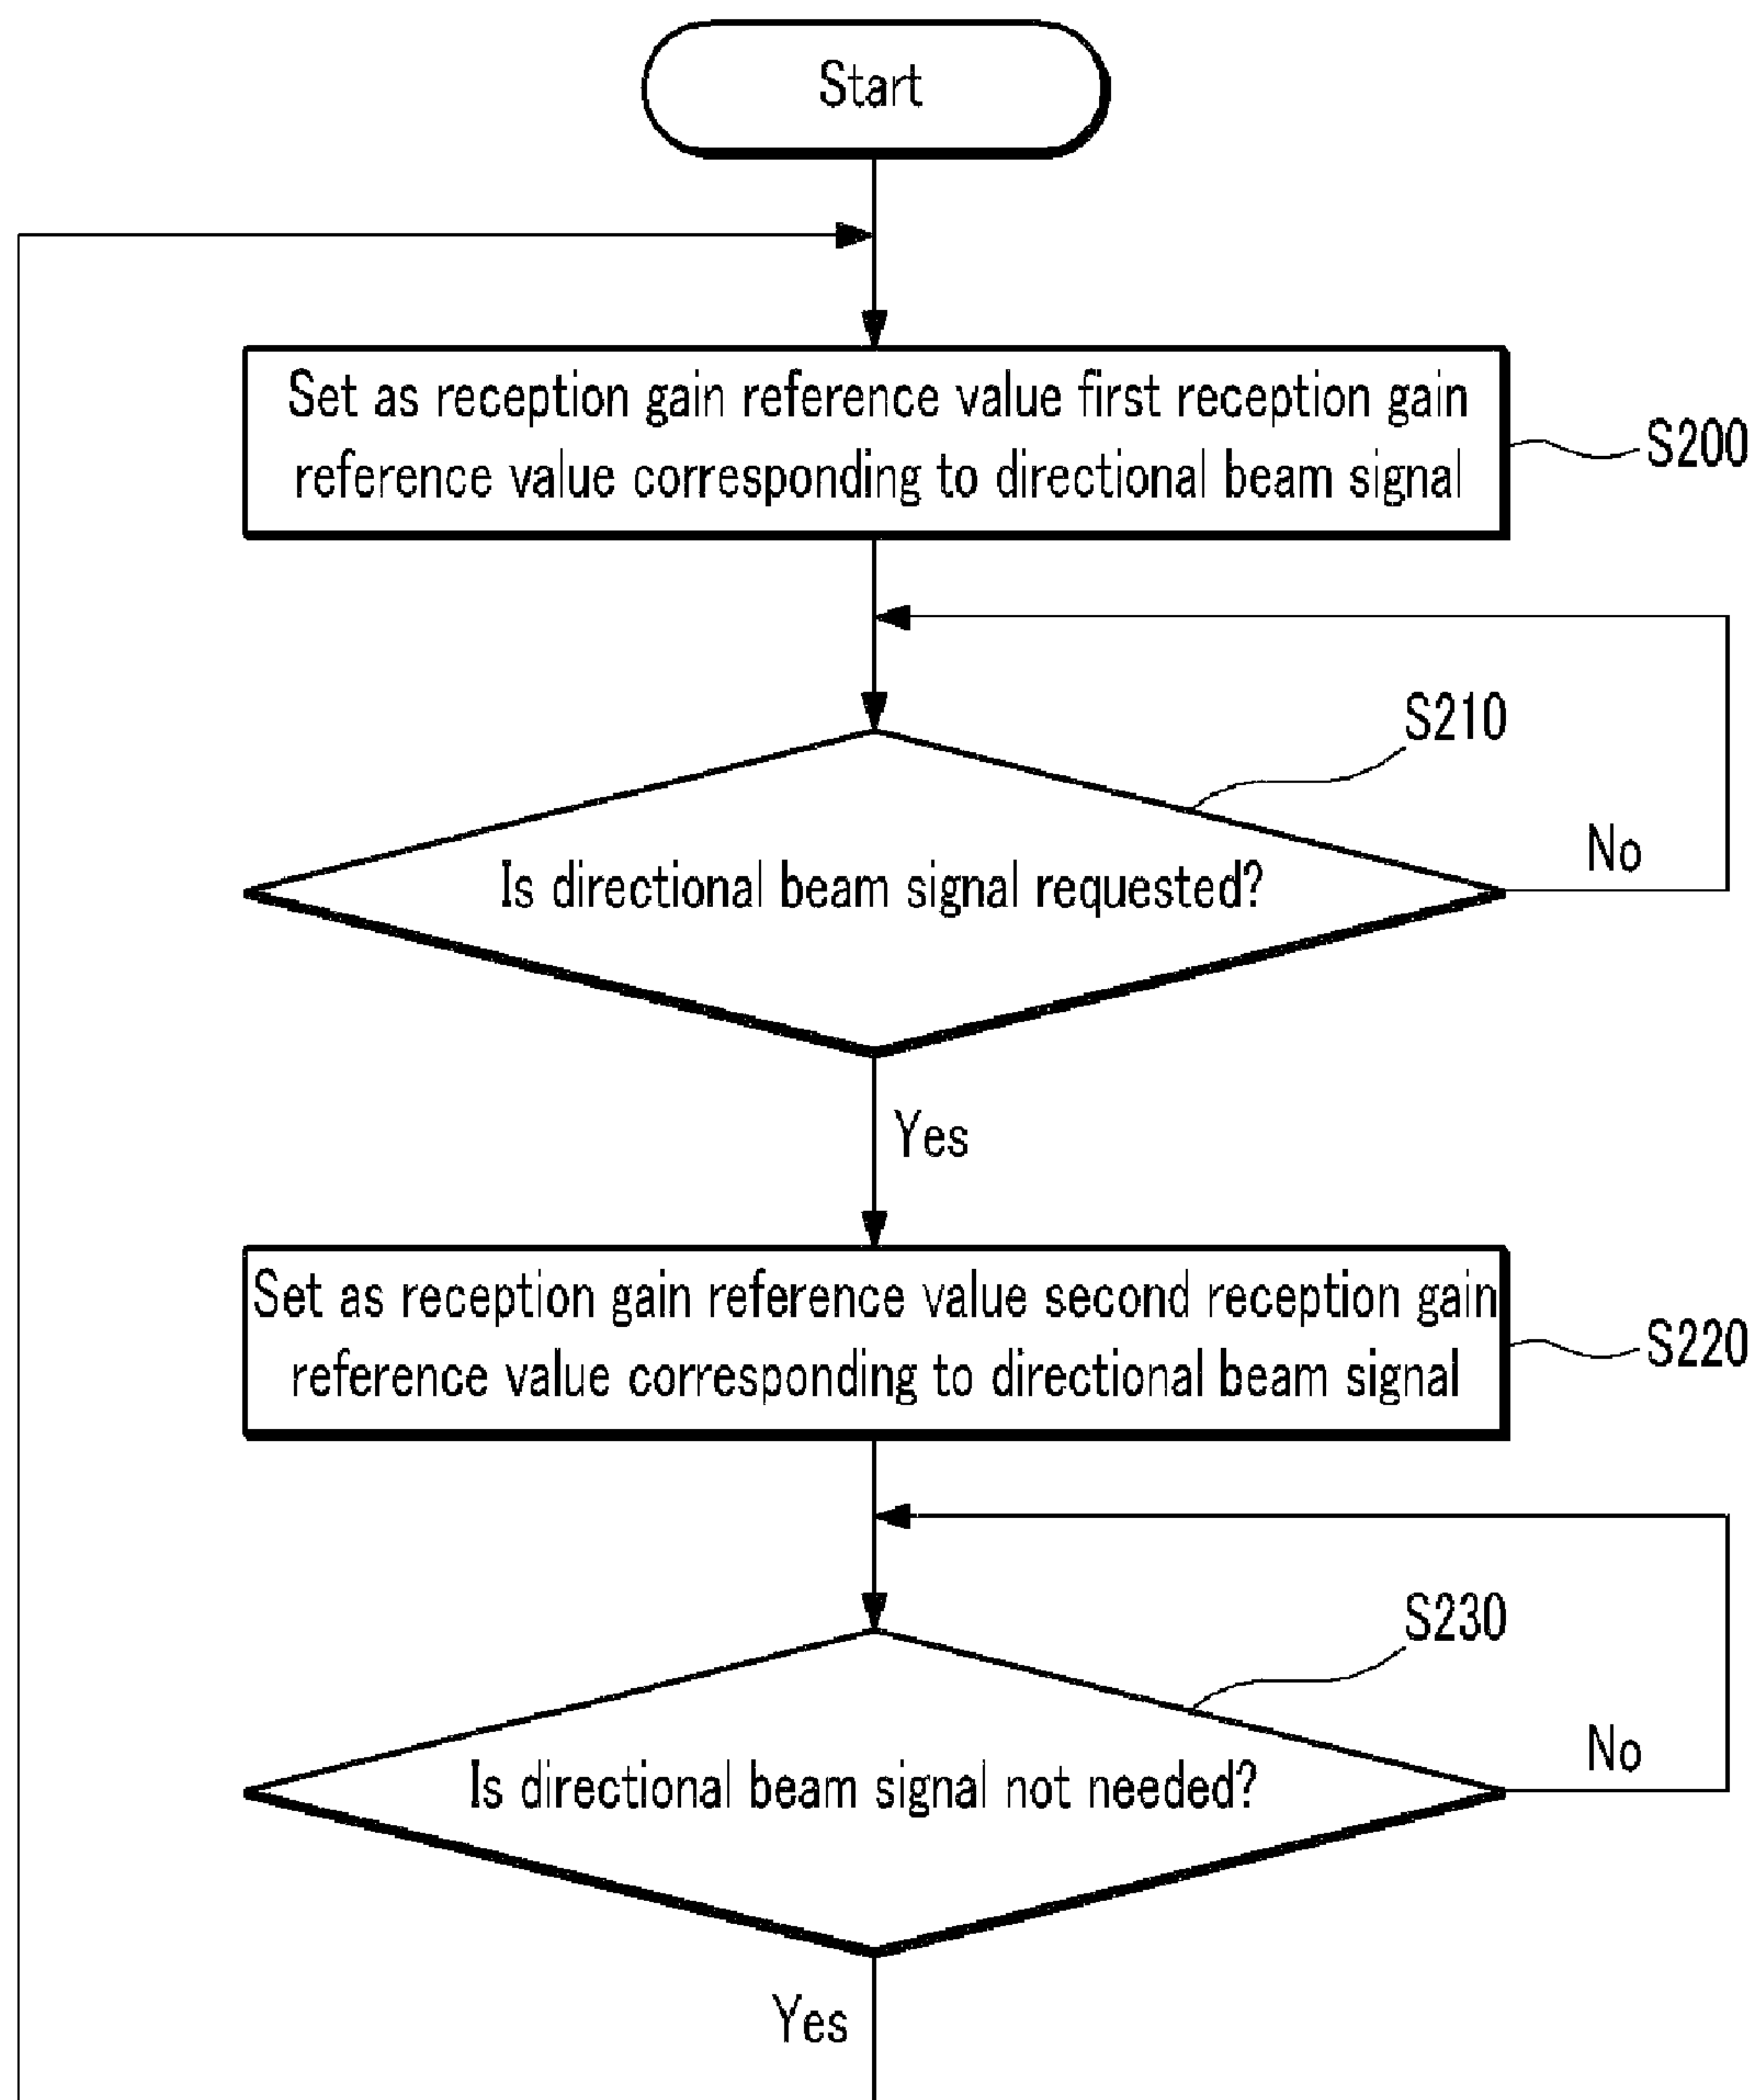 Start
Set as reception gain reference value first reception gain
reference value corresponding to directional beam signal
S200
S210
Is directional beam signal requested?
No
Yes
Set as reception gain reference value second reception gain
reference value corresponding to directional beam signal
S220
S230
Is directional beam signal not needed?
No
Yes